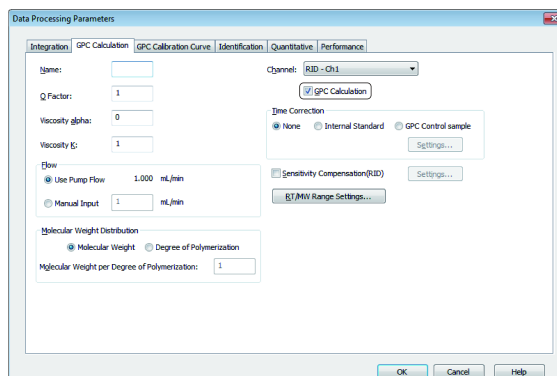 Data Processing Parameters
Integration GPC Calculation GPC Calibration Curve Identification Quantitative Performance
Name:
Q Factor: 1
Viscosity alpha: 0
Viscosity K: 1
Flow
Use Pump Flow 1.000 mL/min
Manual Input 1 mL/min
Molecular Weight Distribution
Molecular Weight Degree of Polymerization
Molecular Weight per Degree of Polymerization: 1
Channel: RID - Ch1
GPC Calculation
Time Correction
None Internal Standard GPC Control sample
Settings...
Sensitivity Compensation(RID) Settings...
RT/MW Range Settings...
OK Cancel Help